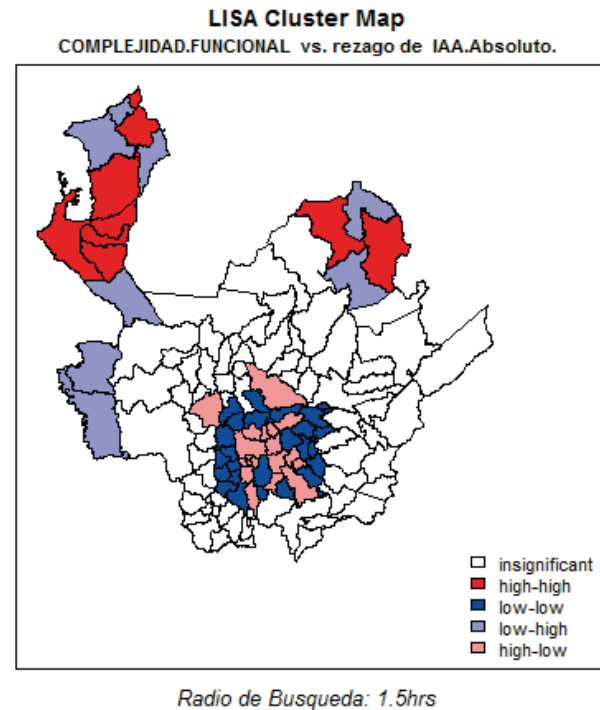 LISA Cluster Map
COMPLEJIDAD.FUNCIONAL vs. rezago de IAA.Absoluto.
insignificant
high-high
low-low
low-high
high-low
Radio de Busqueda: 1.5hrs